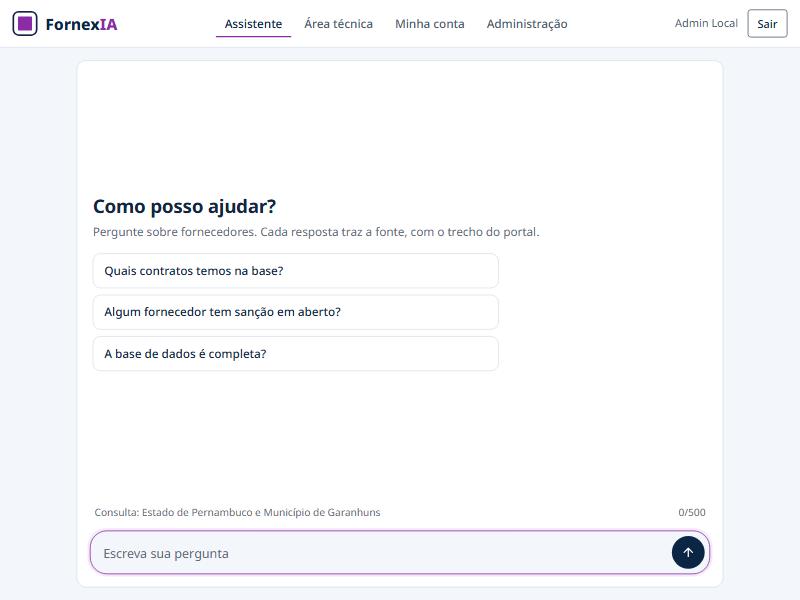 FornexIA
Assistente
Área técnica
Minha conta
Administração
Admin Local
Sair
Como posso ajudar?
Pergunte sobre fornecedores. Cada resposta traz a fonte, com o trecho do portal.
Quais contratos temos na base?
Algum fornecedor tem sanção em aberto?
A base de dados é completa?
Consulta: Estado de Pernambuco e Município de Garanhuns
0/500
Escreva sua pergunta